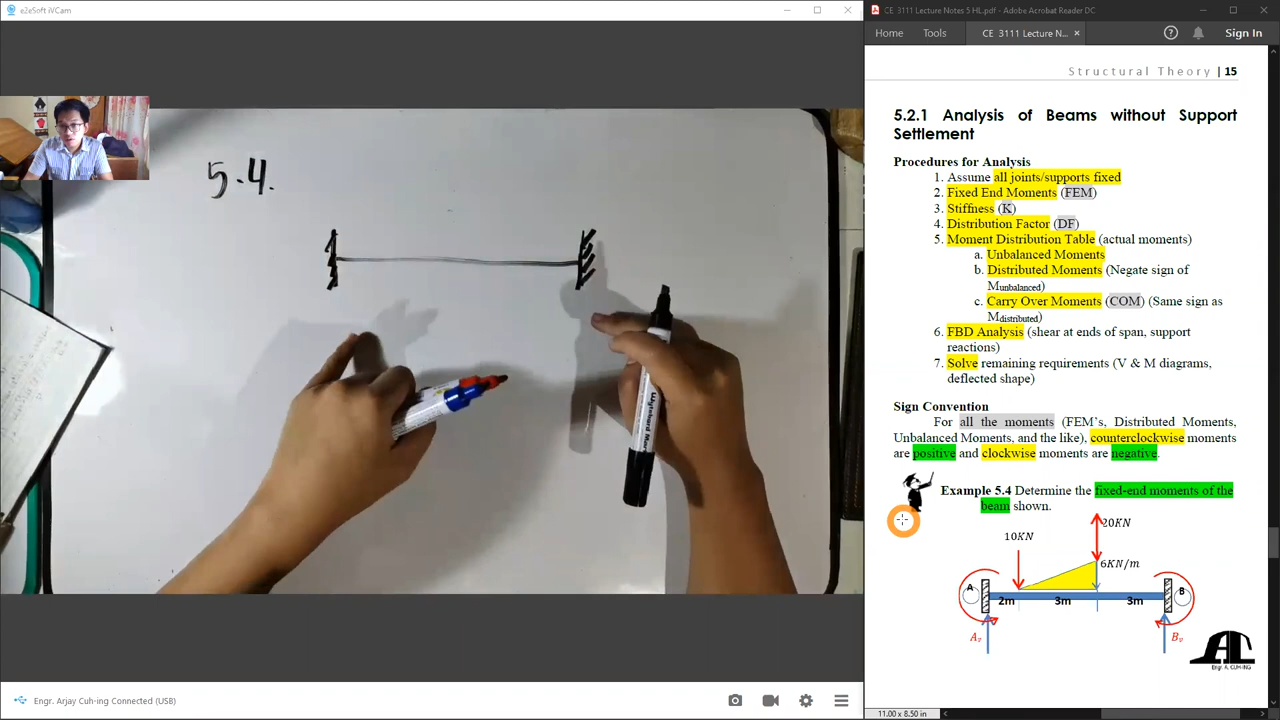 e2eSoft iVCam
CE 3111 Lecture Notes 5 HL.pdf - Adobe Acrobat Reader DC
Home Tools CE 3111 Lecture N... × Sign In
5.4.
Structural Theory | 15
5.2.1 Analysis of Beams without Support
Settlement
Procedures for Analysis
1. Assume all joints/supports fixed
2. Fixed End Moments (FEM)
3. Stiffness (K)
4. Distribution Factor (DF)
5. Moment Distribution Table (actual moments)
a. Unbalanced Moments
b. Distributed Moments (Negate sign of
Munbalanced)
c. Carry Over Moments (COM) (Same sign as
Mdistributed)
6. FBD Analysis (shear at ends of span, support
reactions)
7. Solve remaining requirements (V & M diagrams,
deflected shape)
Sign Convention
For all the moments (FEM's, Distributed Moments,
Unbalanced Moments, and the like), counterclockwise moments
are positive and clockwise moments are negative.
Example 5.4 Determine the fixed-end moments of the
beam shown.
20KN
10KN
6KN/m
A B
2m 3m 3m
Av Bv
Engr. A. CUH-ING
Engr. Arjay Cuh-ing Connected (USB)
11.00 x 8.50 in